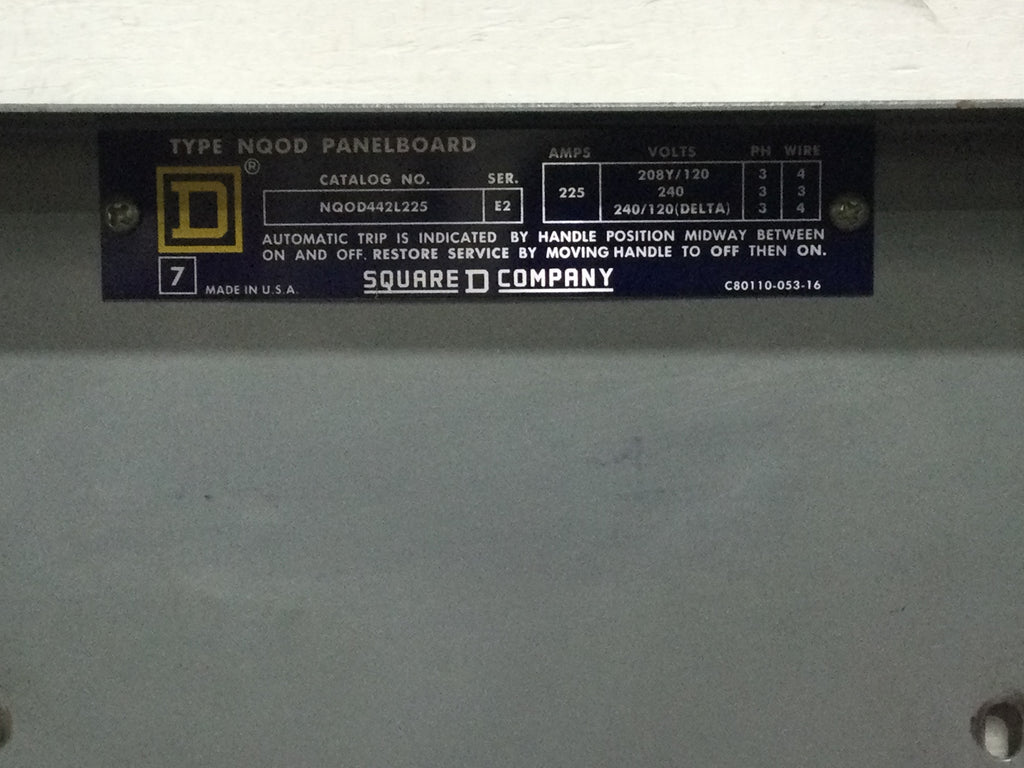 TYPE NQOD PANELBOARD
D ®
CATALOG NO. SER.
NQOD442L225 E2
AMPS VOLTS PH WIRE
225
208Y/120 3 4
240 3 3
240/120(DELTA) 3 4
AUTOMATIC TRIP IS INDICATED BY HANDLE POSITION MIDWAY BETWEEN
ON AND OFF. RESTORE SERVICE BY MOVING HANDLE TO OFF THEN ON.
7 MADE IN U.S.A. SQUARE D COMPANY C80110-053-16